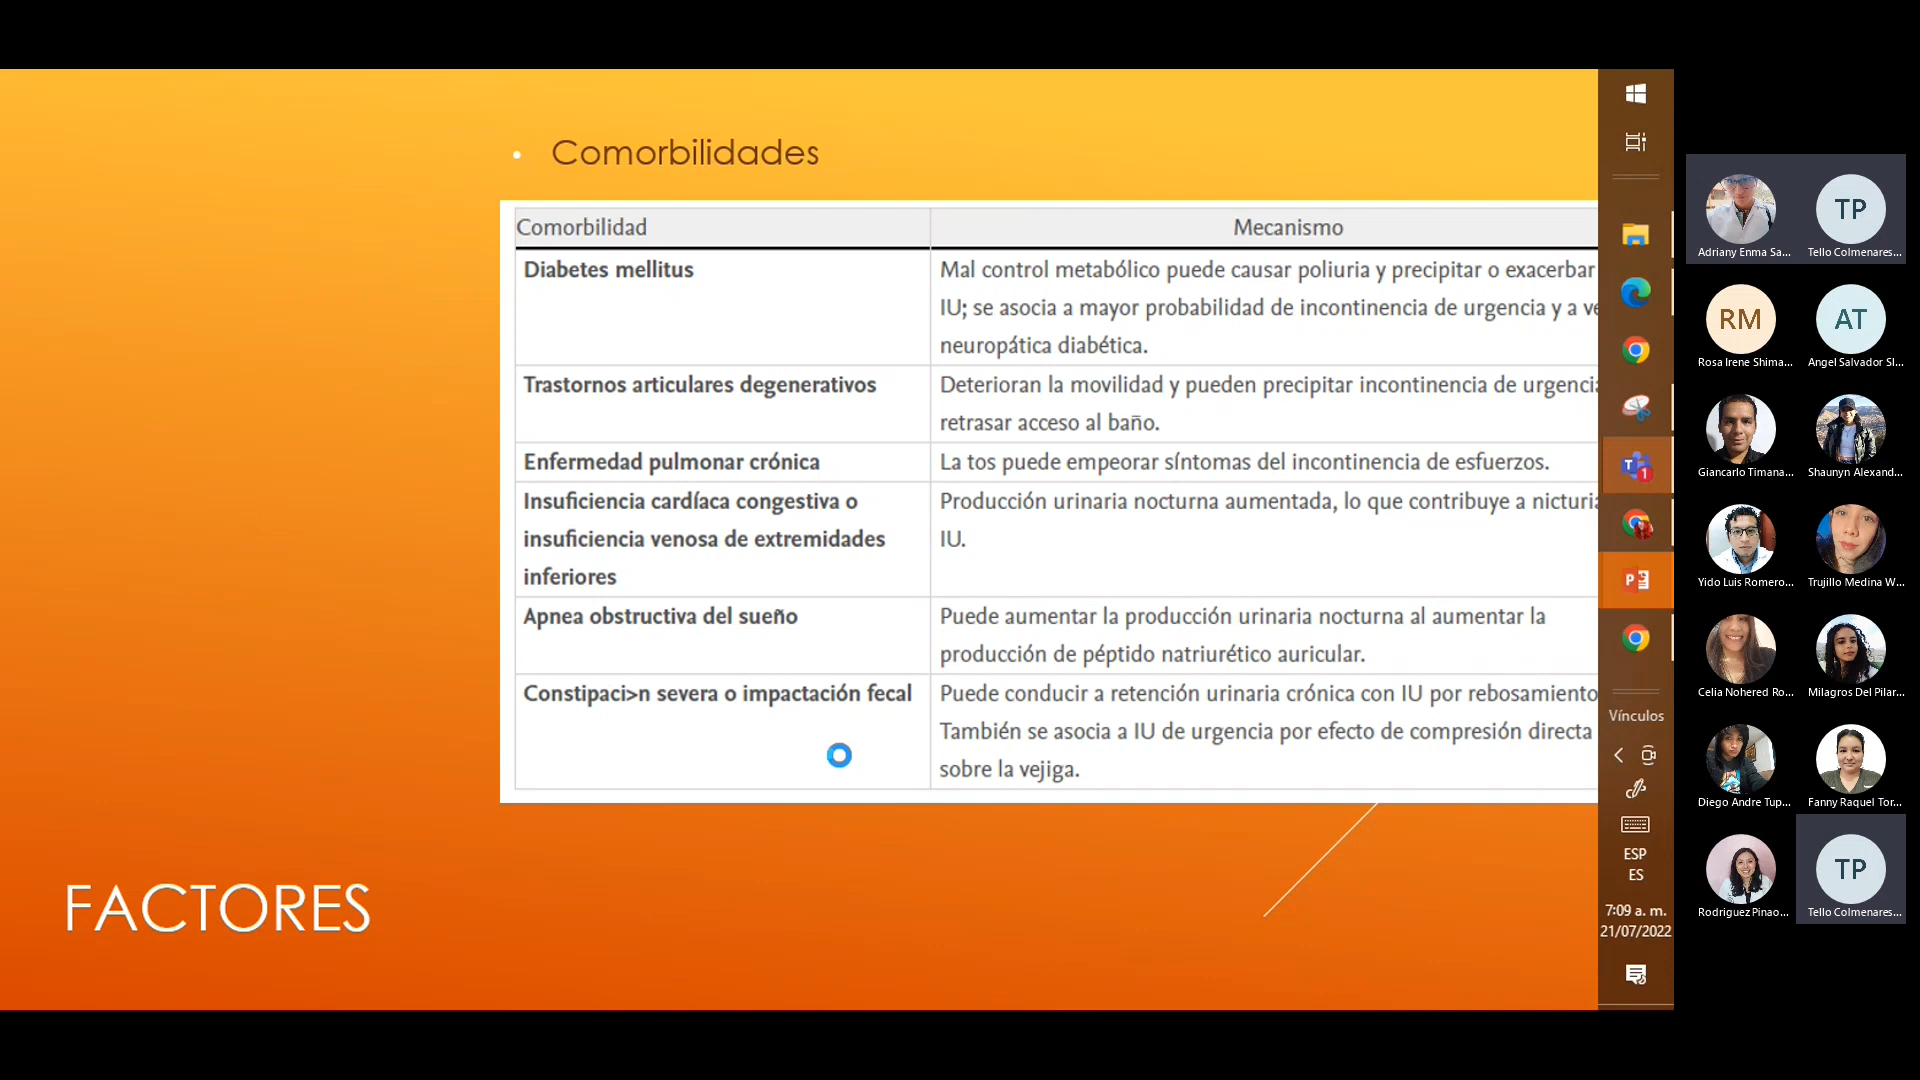 • Comorbilidades
Comorbilidad
Mecanismo
Diabetes mellitus
Mal control metabólico puede causar poliuria y precipitar o exacerbar
IU; se asocia a mayor probabilidad de incontinencia de urgencia y a
neuropática diabética.
Trastornos articulares degenerativos
Deterioran la movilidad y pueden precipitar incontinencia de urgencia
retrasar acceso al baño.
Enfermedad pulmonar crónica
La tos puede empeorar síntomas del incontinencia de esfuerzos.
Insuficiencia cardíaca congestiva o
insuficiencia venosa de extremidades
inferiores
Producción urinaria nocturna aumentada, lo que contribuye a nicturia
IU.
Apnea obstructiva del sueño
Puede aumentar la producción urinaria nocturna al aumentar la
producción de péptido natriurético auricular.
Constipaci>n severa o impactación fecal
Puede conducir a retención urinaria crónica con IU por rebosamiento
También se asocia a IU de urgencia por efecto de compresión directa
sobre la vejiga.
FACTORES
Vínculos
ESP
ES
7:09 a. m.
21/07/2022
TP
Adriany Enma Sa...
Tello Colmenares...
RM
AT
Rosa Irene Shima...
Angel Salvador Sl...
Giancarlo Timana...
Shaunyn Alexand...
Yido Luis Romero...
Trujillo Medina W...
Celia Nohered Ro...
Milagros Del Pilar...
Diego Andre Tup...
Fanny Raquel Tor...
TP
Rodriguez Pinao...
Tello Colmenares...